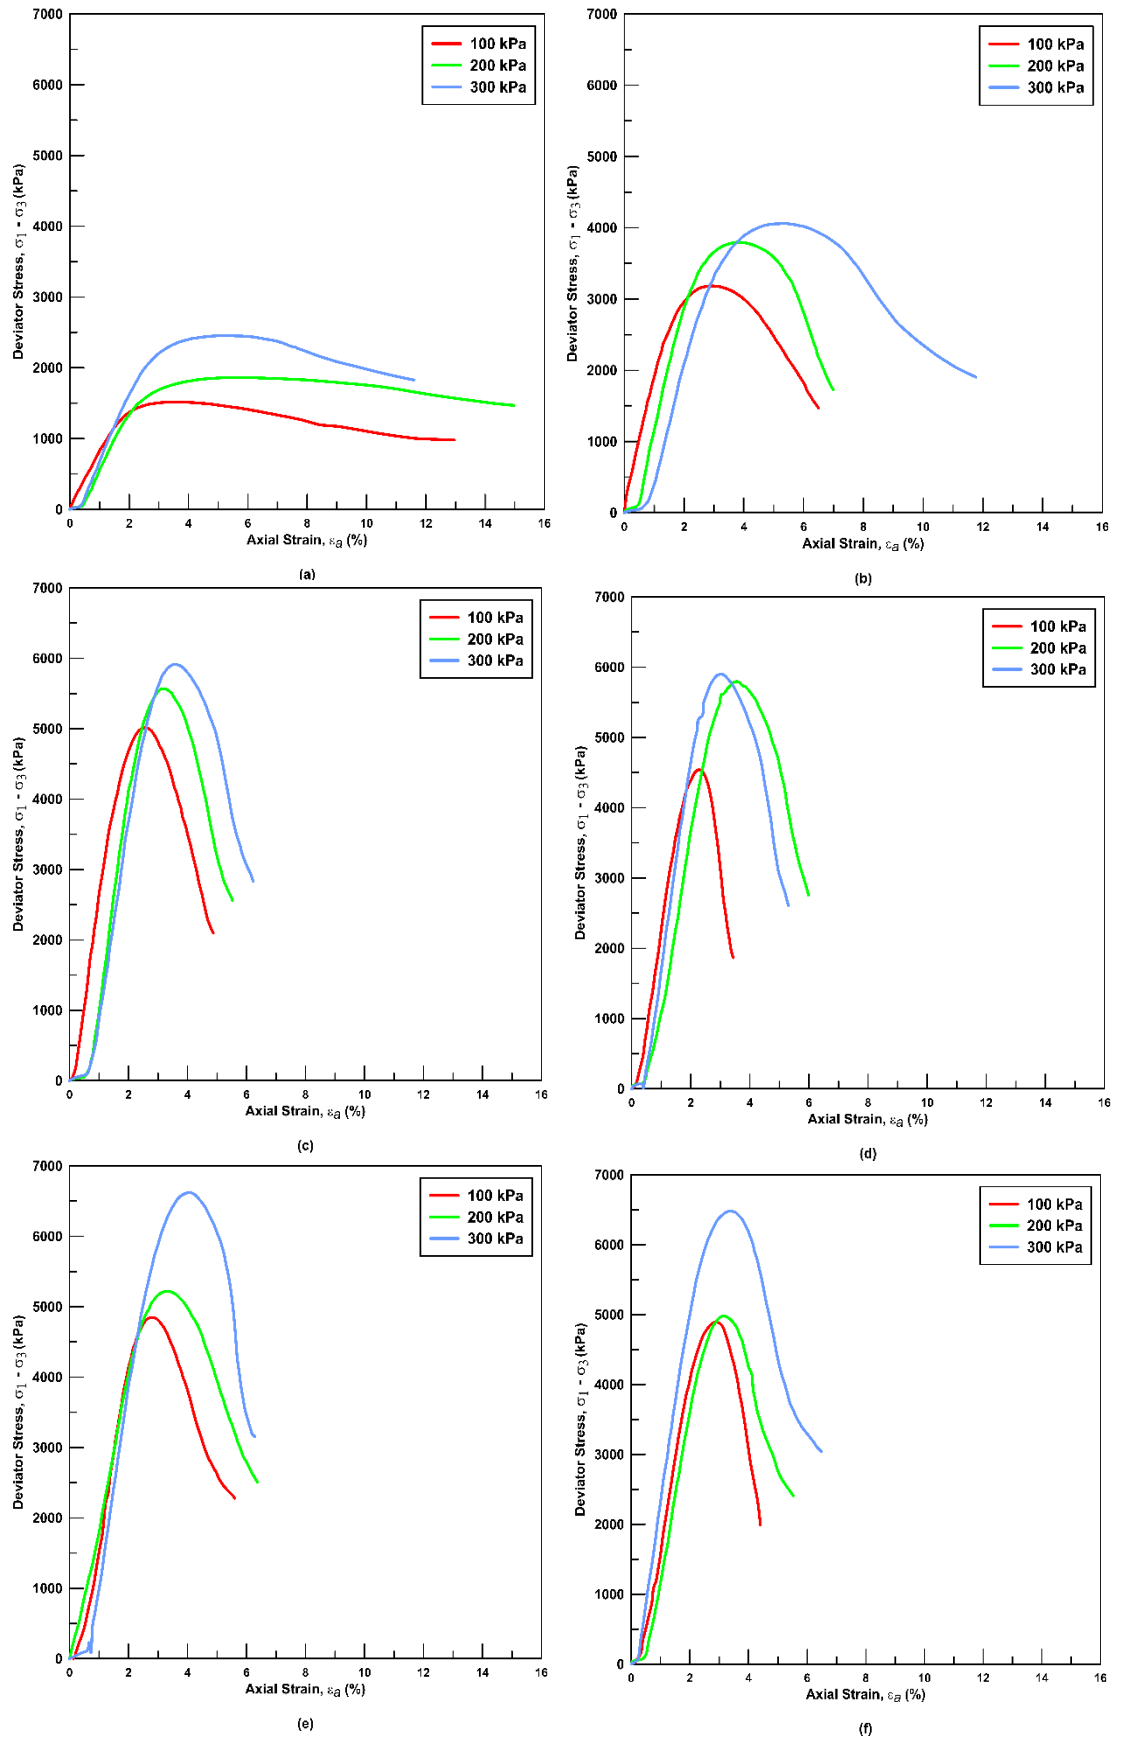 7000
6000
5000
4000
3000
2000
1000
0
Deviator Stress, σ1 - σ3 (kPa)
100 kPa
200 kPa
300 kPa
0 2 4 6 8 10 12 14 16
Axial Strain, εa (%)
(a)
7000
6000
5000
4000
3000
2000
1000
0
Deviator Stress, σ1 - σ3 (kPa)
100 kPa
200 kPa
300 kPa
0 2 4 6 8 10 12 14 16
Axial Strain, εa (%)
(b)
7000
6000
5000
4000
3000
2000
1000
0
Deviator Stress, σ1 - σ3 (kPa)
100 kPa
200 kPa
300 kPa
0 2 4 6 8 10 12 14 16
Axial Strain, εa (%)
(c)
7000
6000
5000
4000
3000
2000
1000
0
Deviator Stress, σ1 - σ3 (kPa)
100 kPa
200 kPa
300 kPa
0 2 4 6 8 10 12 14 16
Axial Strain, εa (%)
(d)
7000
6000
5000
4000
3000
2000
1000
0
Deviator Stress, σ1 - σ3 (kPa)
100 kPa
200 kPa
300 kPa
0 2 4 6 8 10 12 14 16
Axial Strain, εa (%)
(e)
7000
6000
5000
4000
3000
2000
1000
0
Deviator Stress, σ1 - σ3 (kPa)
100 kPa
200 kPa
300 kPa
0 2 4 6 8 10 12 14 16
Axial Strain, εa (%)
(f)